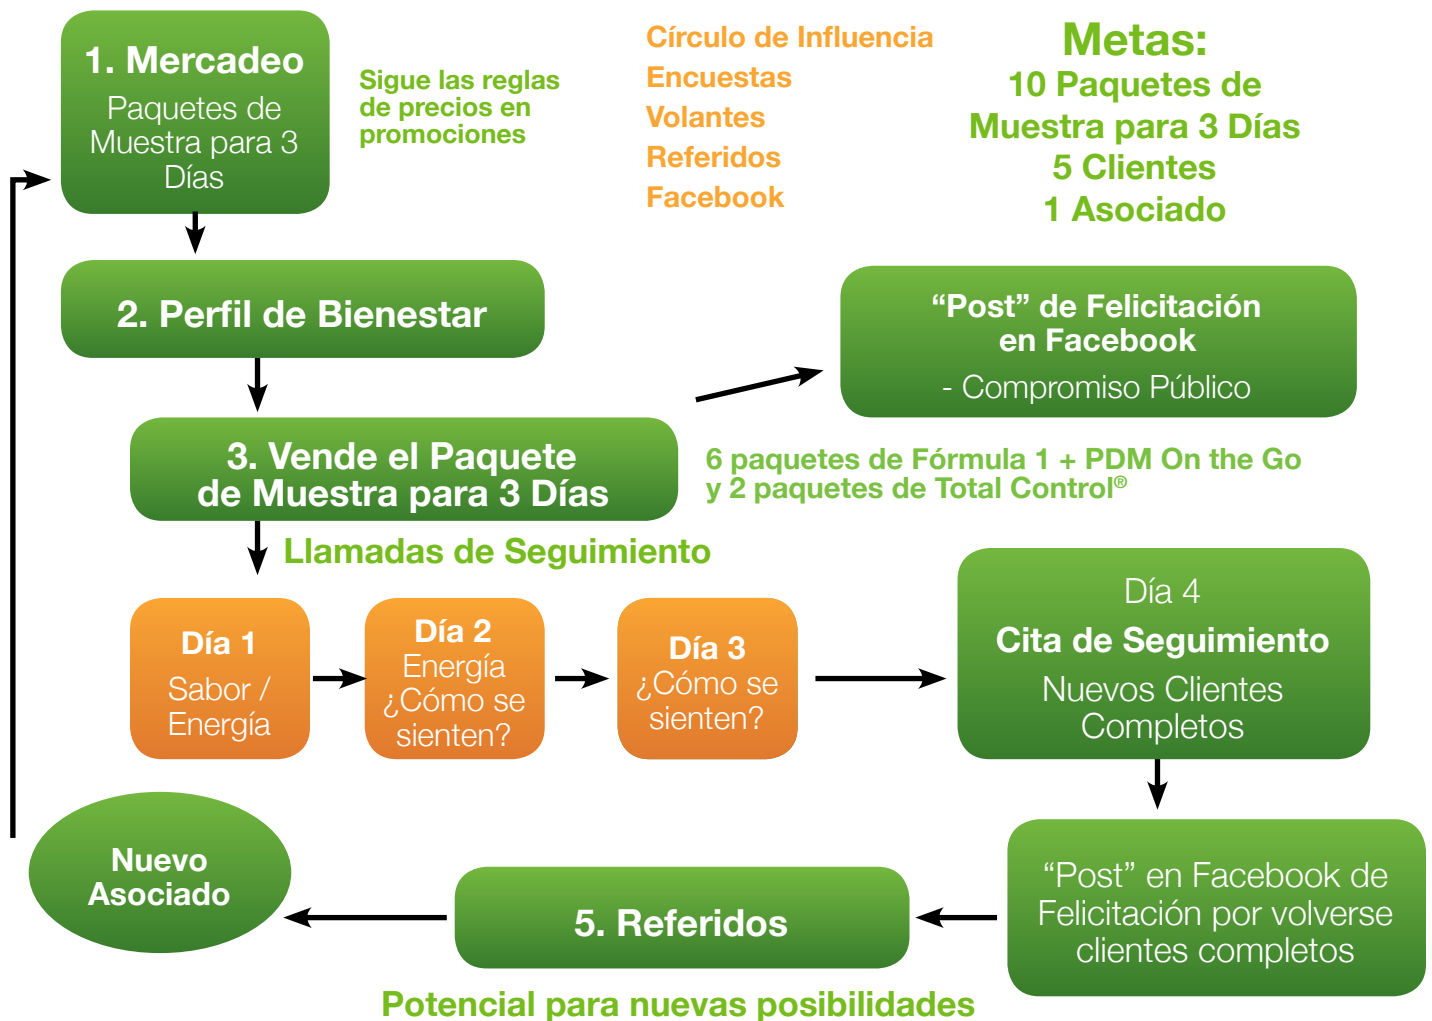 1. Mercadeo
Paquetes de
Muestra para 3
Días
Sigue las reglas
de precios en
promociones
Círculo de Influencia
Encuestas
Volantes
Referidos
Facebook
Metas:
10 Paquetes de
Muestra para 3 Días
5 Clientes
1 Asociado
2. Perfil de Bienestar
“Post” de Felicitación
en Facebook
- Compromiso Público
3. Vende el Paquete
de Muestra para 3 Días
6 paquetes de Fórmula 1 + PDM On the Go
y 2 paquetes de Total Control®
Llamadas de Seguimiento
Día 1
Sabor /
Energía
Día 2
Energía
¿Cómo se
sienten?
Día 3
¿Cómo se
sienten?
Día 4
Cita de Seguimiento
Nuevos Clientes
Completos
“Post” en Facebook de
Felicitación por volverse
clientes completos
5. Referidos
Nuevo
Asociado
Potencial para nuevas posibilidades